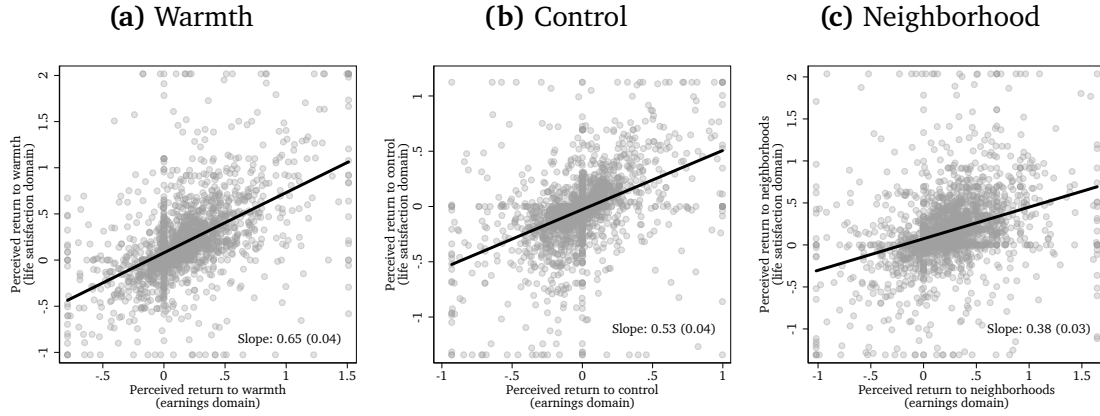 (a) Warmth
Perceived return to warmth
(life satisfaction domain)
2
1.5
1
.5
0
-.5
-1
Slope: 0.65 (0.04)
-.5
0
.5
1
1.5
Perceived return to warmth
(earnings domain)
(b) Control
Perceived return to control
(life satisfaction domain)
1
.5
0
-.5
-1
Slope: 0.53 (0.04)
-1
-.5
0
.5
1
Perceived return to control
(earnings domain)
(c) Neighborhood
Perceived return to neighborhoods
(life satisfaction domain)
2
1.5
1
.5
0
-.5
-1
Slope: 0.38 (0.03)
-1
-.5
0
.5
1
1.5
Perceived return to neighborhoods
(earnings domain)